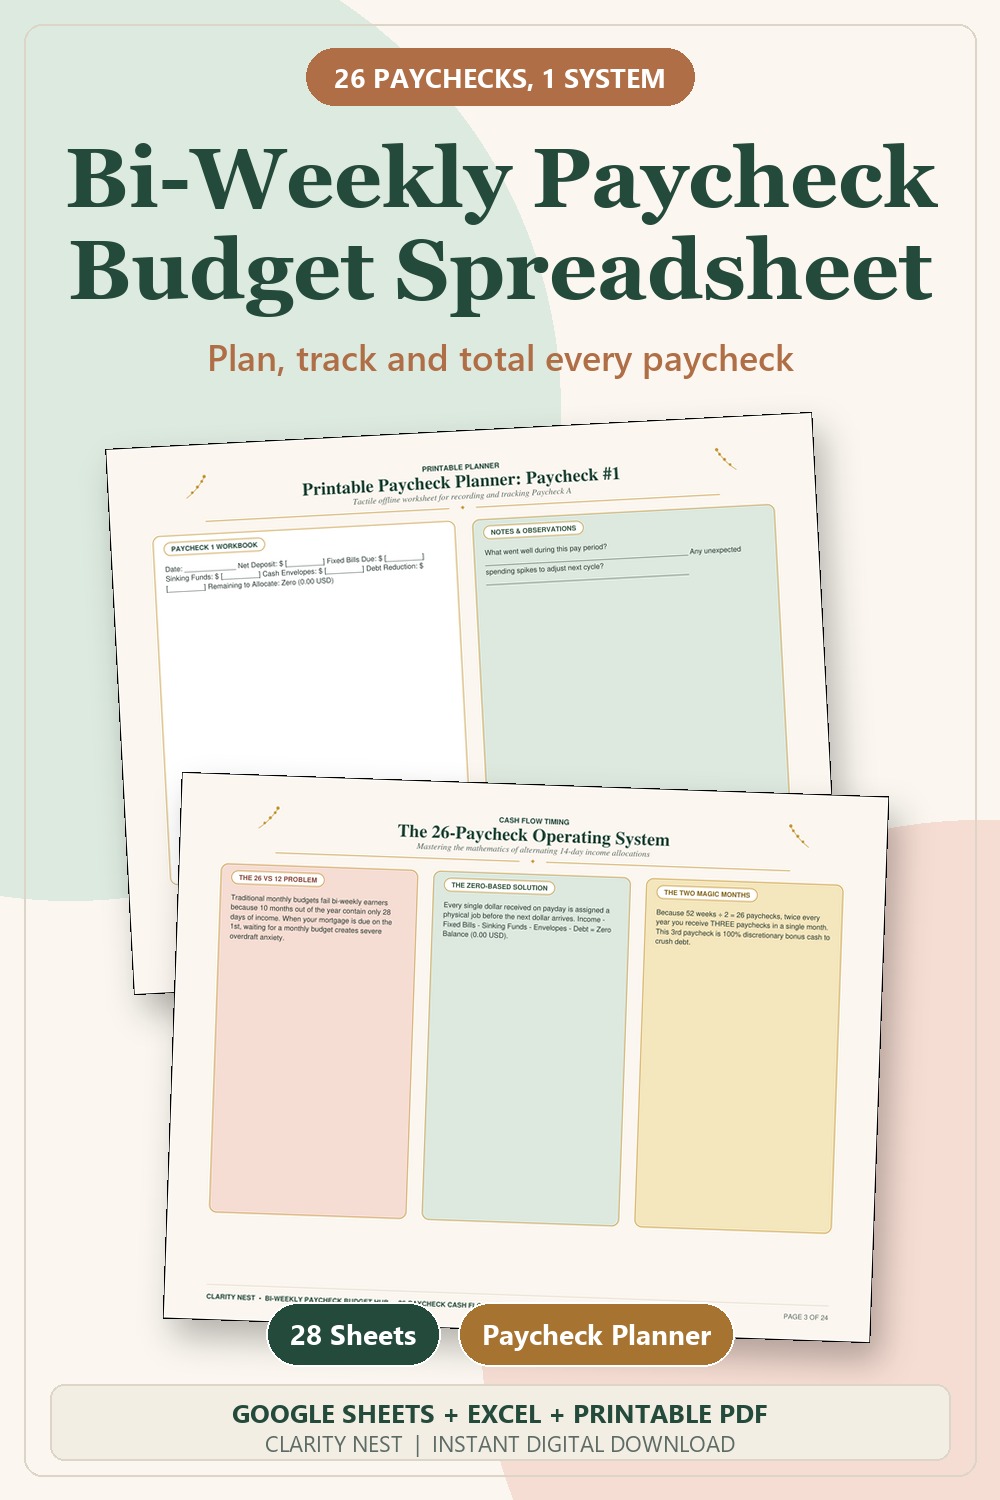 26 PAYCHECKS, 1 SYSTEM
Bi-Weekly Paycheck
Budget Spreadsheet
Plan, track and total every paycheck
PRINTABLE PLANNER
Printable Paycheck Planner: Paycheck #1
Tactile offline worksheet for recording and tracking Paycheck A
PAYCHECK 1 WORKBOOK
Date: ____________ Net Deposit: $ [_________] Fixed Bills Due: $ [_________]
Sinking Funds: $ [_________] Cash Envelopes: $ [_________] Debt Reduction: $
[_________] Remaining to Allocate: Zero (0.00 USD)
NOTES & OBSERVATIONS
What went well during this pay period?
________________________________________________ Any unexpected
spending spikes to adjust next cycle?
________________________________________________
CASH FLOW TIMING
The 26-Paycheck Operating System
Mastering the mathematics of alternating 14-day income allocations
THE 26 VS 12 PROBLEM
Traditional monthly budgets fail bi-weekly earners
because 10 months out of the year contain only 28
days of income. When your mortgage is due on the
1st, waiting for a monthly budget creates severe
overdraft anxiety.
THE ZERO-BASED SOLUTION
Every single dollar received on payday is assigned a
physical job before the next dollar arrives. Income -
Fixed Bills - Sinking Funds - Envelopes - Debt = Zero
Balance (0.00 USD).
THE TWO MAGIC MONTHS
Because 52 weeks ÷ 2 = 26 paychecks, twice every
year you receive THREE paychecks in a single month.
This 3rd paycheck is 100% discretionary bonus cash to
crush debt.
CLARITY NEST • BI-WEEKLY PAYCHECK BUDGET HUB PAYCHECK CASH
PAGE 3 OF 24
28 Sheets
Paycheck Planner
GOOGLE SHEETS + EXCEL + PRINTABLE PDF
CLARITY NEST | INSTANT DIGITAL DOWNLOAD